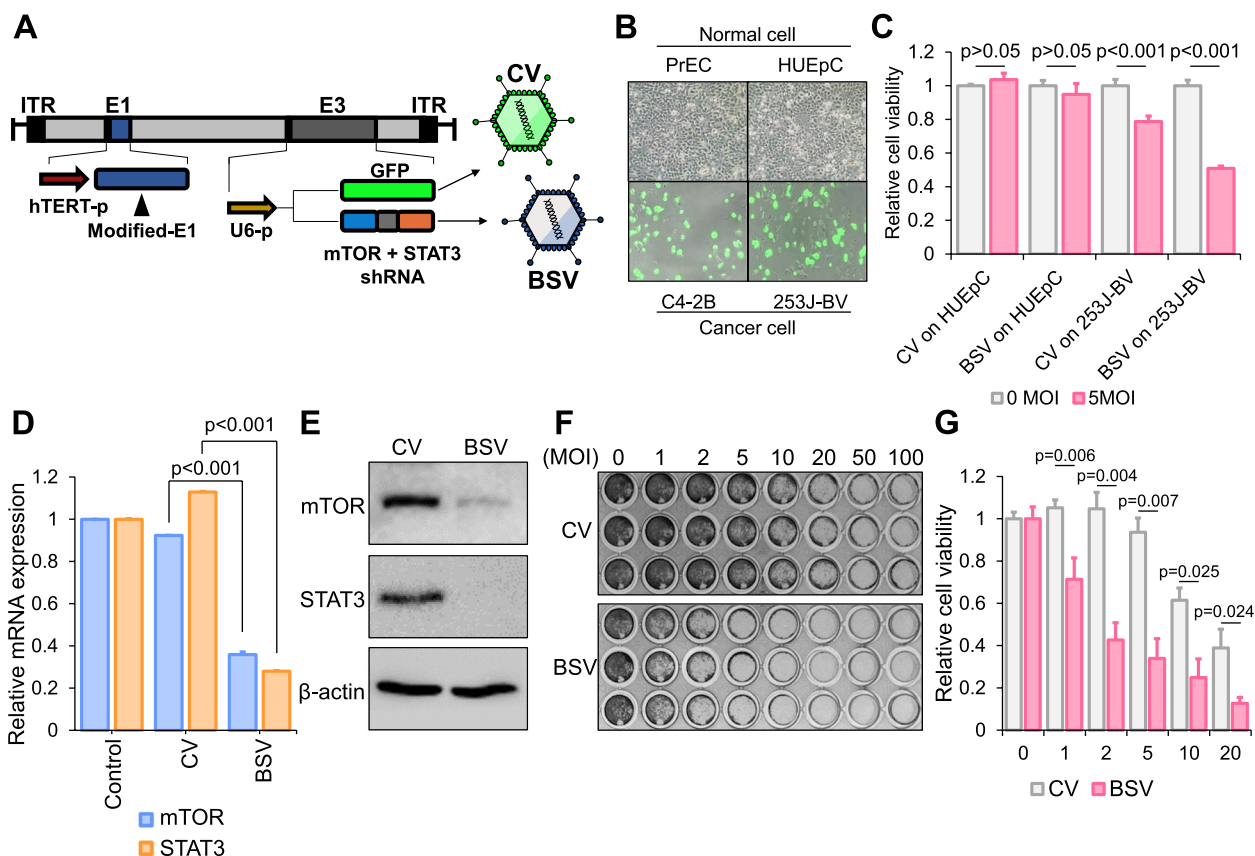 A
ITR E1 E3 ITR
hTERT-p
Modified-E1
U6-p
GFP
mTOR + STAT3
shRNA
CV
BSV
B
Normal cell
PrEC HUEpC
C4-2B 253J-BV
Cancer cell
C
Relative cell viability
1.2
1
0.8
0.6
0.4
0.2
0
p>0.05 p>0.05 p<0.001 p<0.001
CV on HUEpC
BSV on HUEpC
CV on 253J-BV
BSV on 253J-BV
0 MOI 5MOI
D
Relative mRNA expression
1.2
1
0.8
0.6
0.4
0.2
0
p<0.001
p<0.001
Control
CV
BSV
mTOR
STAT3
E
CV BSV
mTOR
STAT3
β-actin
F
(MOI) 0 1 2 5 10 20 50 100
CV
BSV
G
Relative cell viability
1.2
1
0.8
0.6
0.4
0.2
0
p=0.006
p=0.004
p=0.007
p=0.025
p=0.024
0 1 2 5 10 20
CV BSV